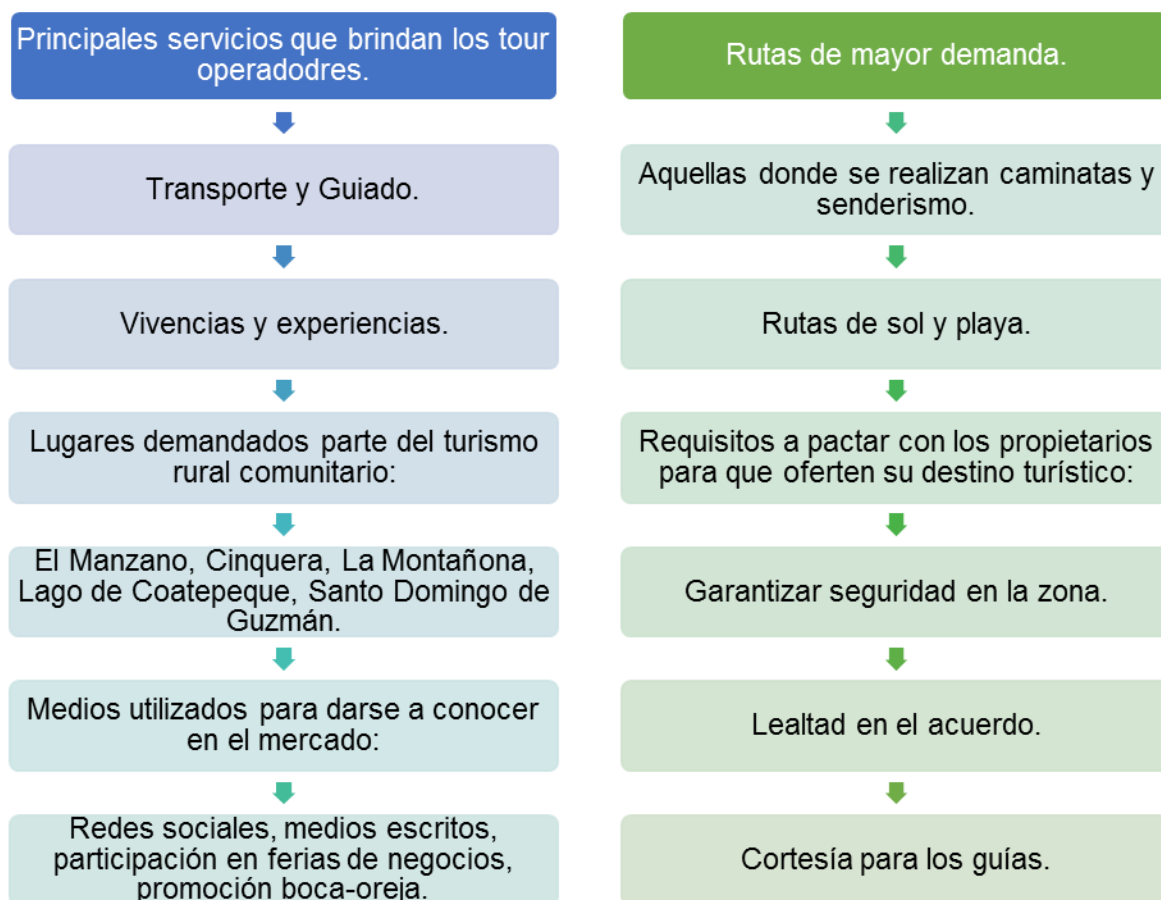 Principales servicios que brindan los tour
operadodres.
Transporte y Guiado.
Vivencias y experiencias.
Lugares demandados parte del turismo
rural comunitario:
El Manzano, Cinquera, La Montañona,
Lago de Coatepeque, Santo Domingo de
Guzmán.
Medios utilizados para darse a conocer
en el mercado:
Redes sociales, medios escritos,
participación en ferias de negocios,
promoción boca-oreja.
Rutas de mayor demanda.
Aquellas donde se realizan caminatas y
senderismo.
Rutas de sol y playa.
Requisitos a pactar con los propietarios
para que oferten su destino turístico:
Garantizar seguridad en la zona.
Lealtad en el acuerdo.
Cortesía para los guías.